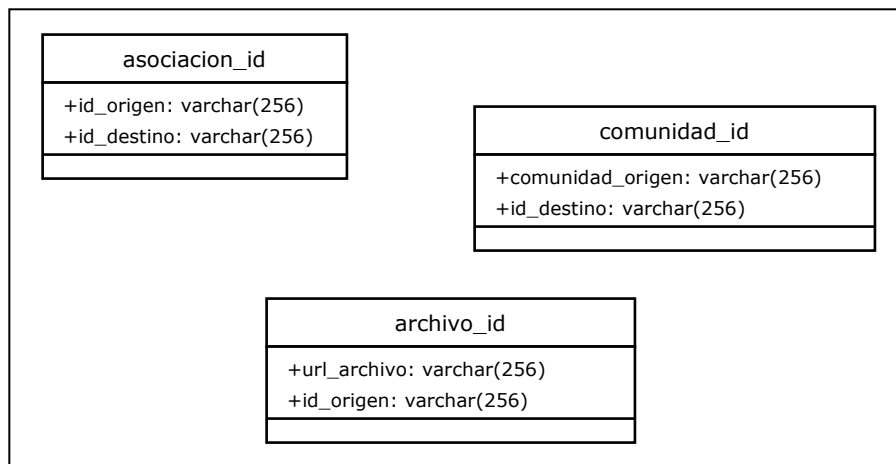 asociacion_id
+id_origen: varchar(256)
+id_destino: varchar(256)
comunidad_id
+comunidad_origen: varchar(256)
+id_destino: varchar(256)
archivo_id
+url_archivo: varchar(256)
+id_origen: varchar(256)